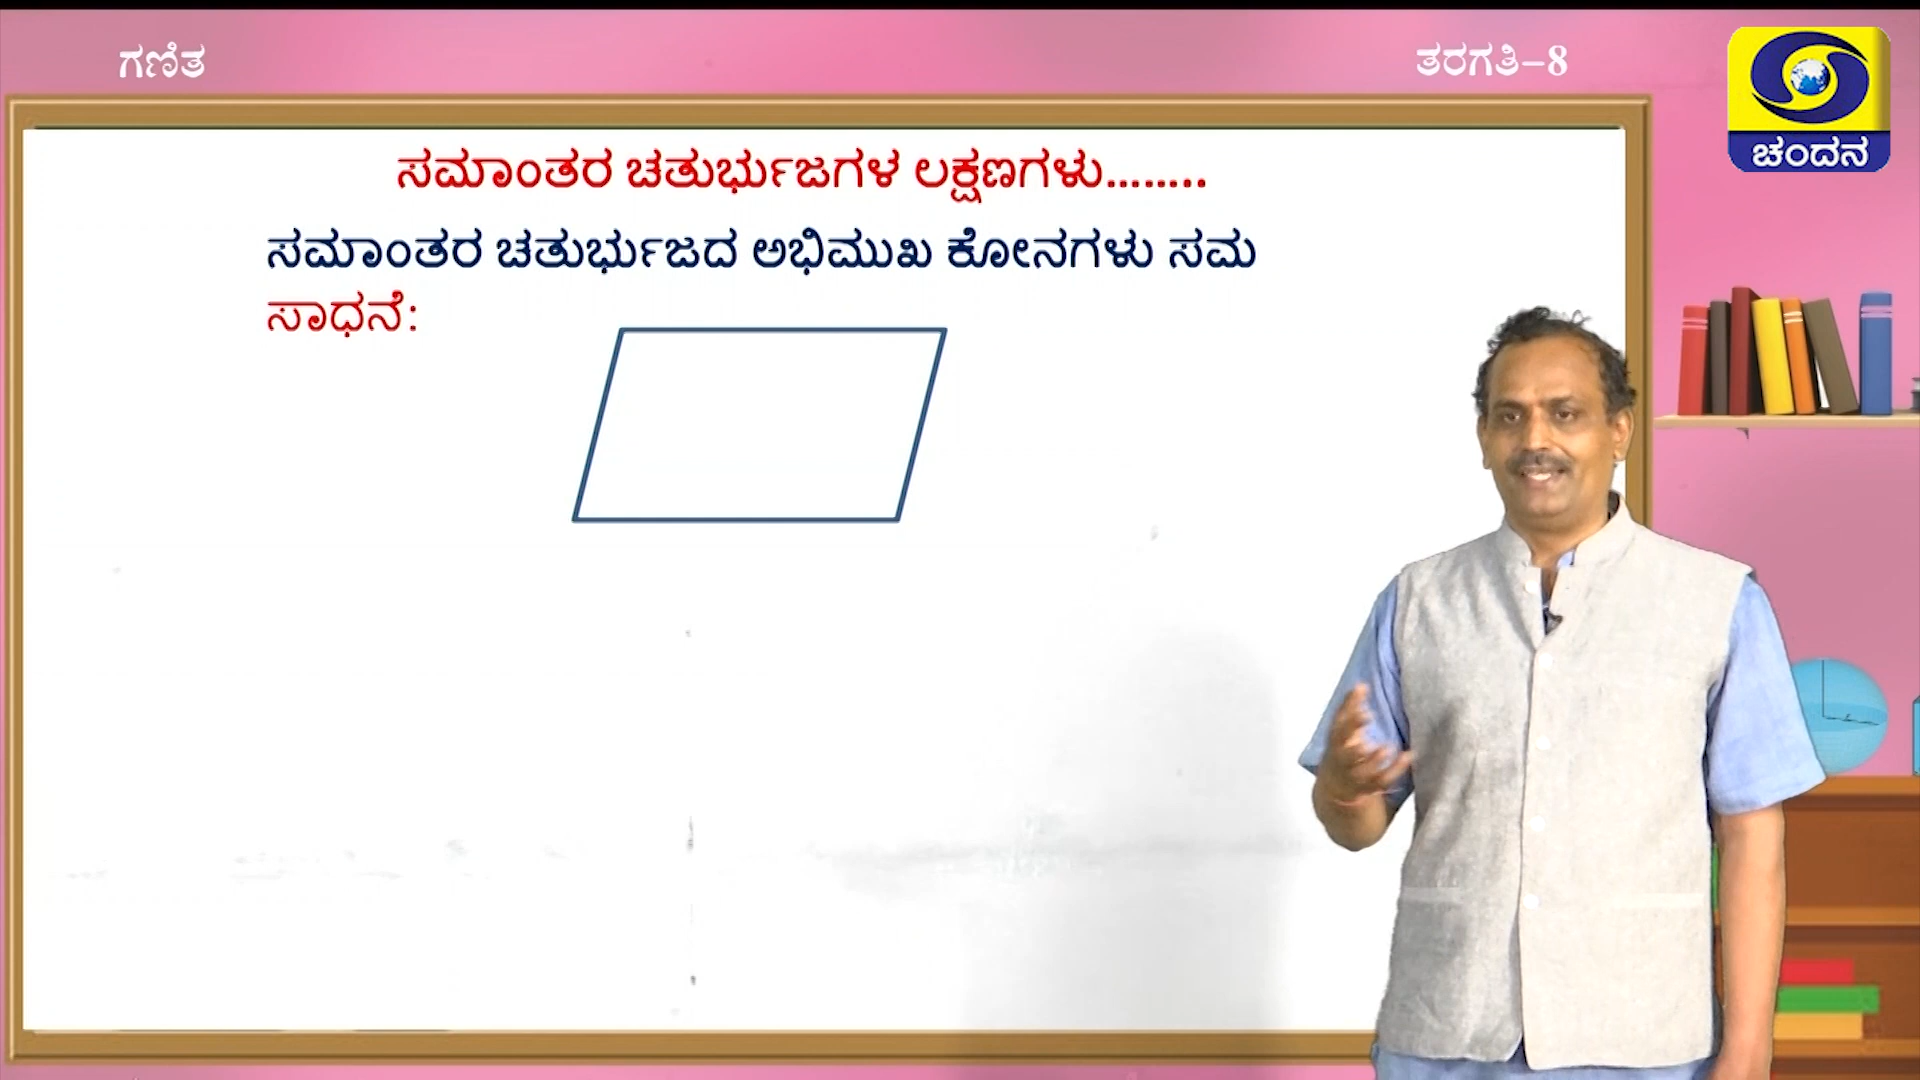 ಗಣಿತ
ತರಗತಿ–8
ಚಂದನ
ಸಮಾಂತರ ಚತುರ್ಭುಜಗಳ ಲಕ್ಷಣಗಳು........
ಸಮಾಂತರ ಚತುರ್ಭುಜದ ಅಭಿಮುಖ ಕೋನಗಳು ಸಮ
ಸಾಧನೆ: